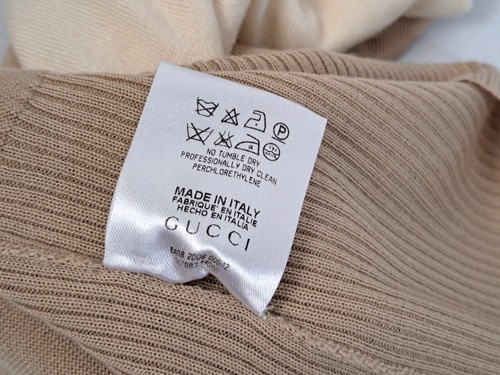 P
NO TUMBLE DRY
PROFESSIONALLY DRY CLEAN
PERCHLORETHYLENE
MADE IN ITALY
FABRIQUE' EN ITALIE
HECHO EN ITALIA
GUCCI